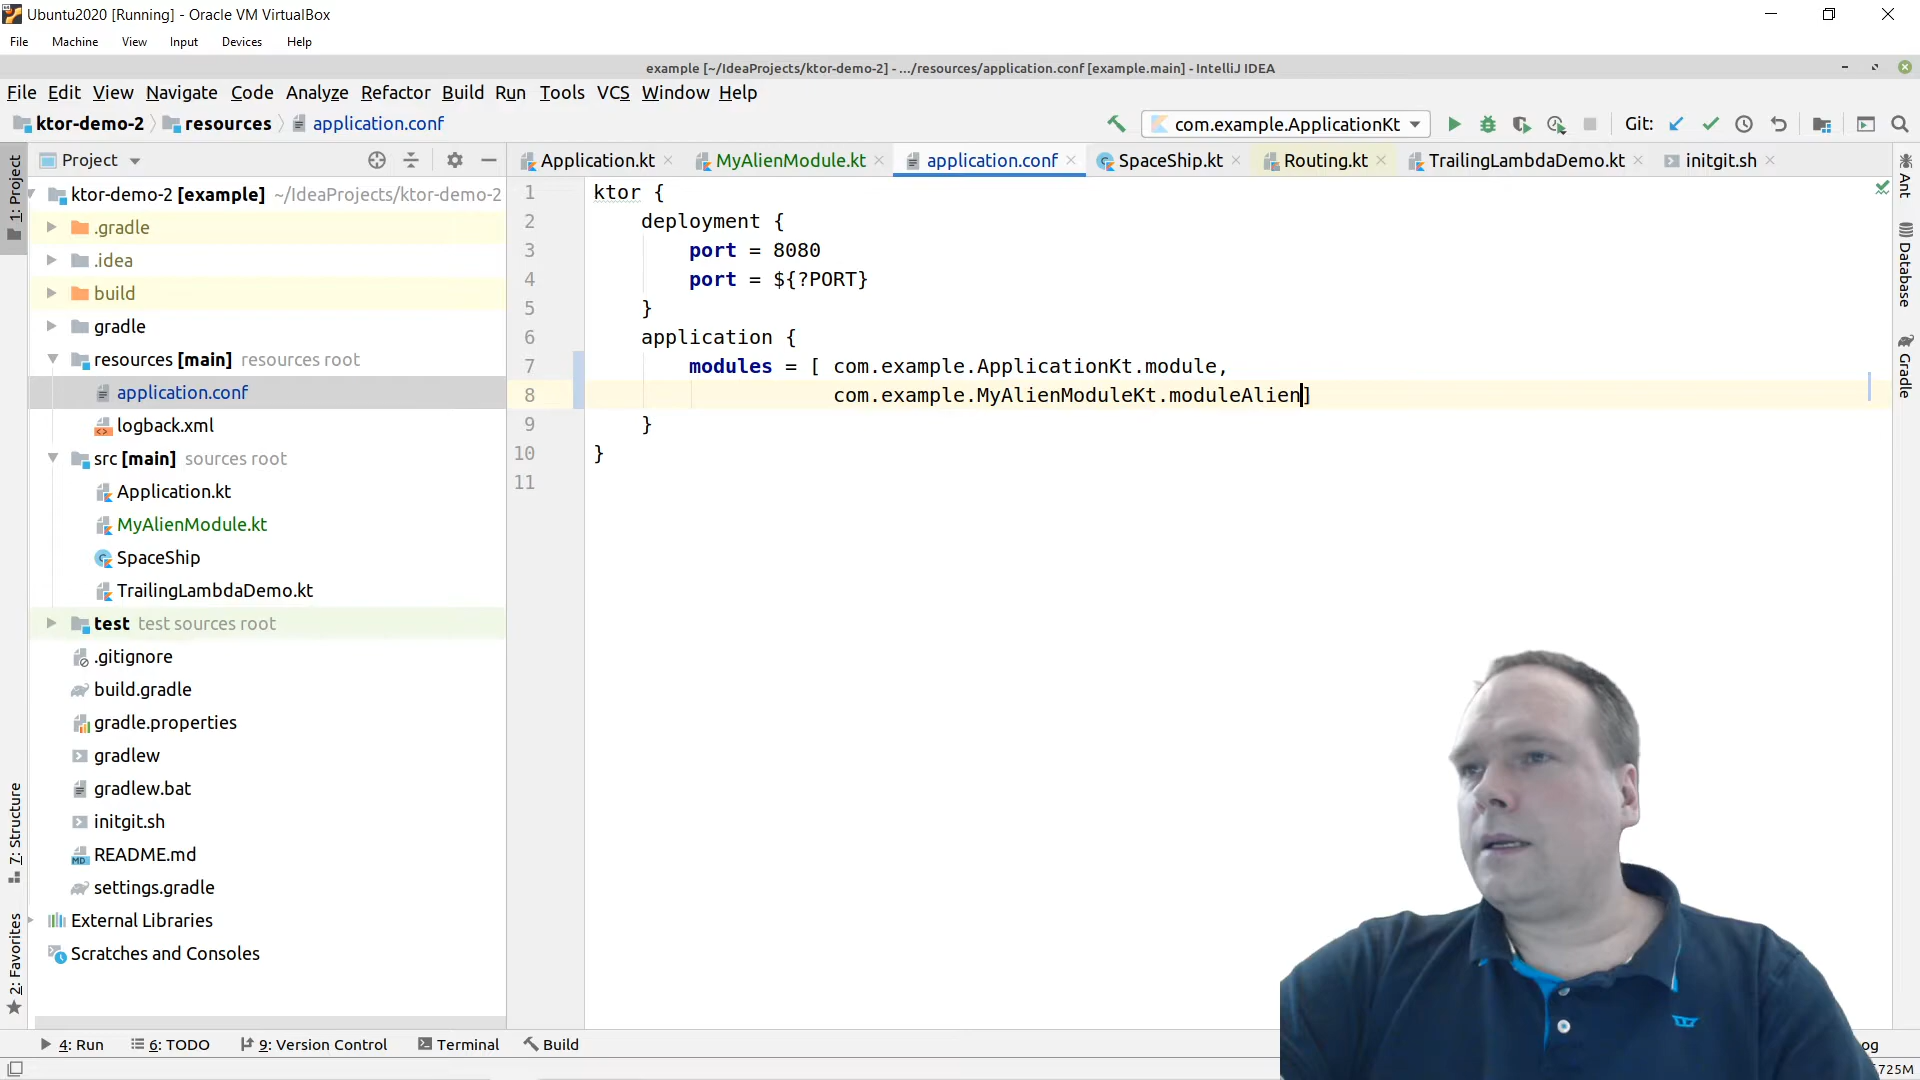 Ubuntu2020 [Running] - Oracle VM VirtualBox
File Machine View Input Devices Help
example [~/IdeaProjects/ktor-demo-2] - .../resources/application.conf [example.main] - IntelliJ IDEA
File Edit View Navigate Code Analyze Refactor Build Run Tools VCS Window Help
ktor-demo-2 resources application.conf com.example.ApplicationKt Git:
1: Project
Project
Application.kt MyAlienModule.kt application.conf SpaceShip.kt Routing.kt TrailingLambdaDemo.kt initgit.sh
Ant
Database
Gradle
ktor-demo-2 [example] ~/IdeaProjects/ktor-demo-2
.gradle
.idea
build
gradle
resources [main] resources root
application.conf
logback.xml
src [main] sources root
Application.kt
MyAlienModule.kt
SpaceShip
TrailingLambdaDemo.kt
test test sources root
.gitignore
build.gradle
gradle.properties
gradlew
gradlew.bat
initgit.sh
README.md
settings.gradle
External Libraries
Scratches and Consoles
7: Structure
2: Favorites
1 ktor {
2 deployment {
3 port = 8080
4 port = ${?PORT}
5 }
6 application {
7 modules = [ com.example.ApplicationKt.module,
8 com.example.MyAlienModuleKt.moduleAlien]
9 }
10 }
11
4: Run 6: TODO 9: Version Control Terminal Build og
725M